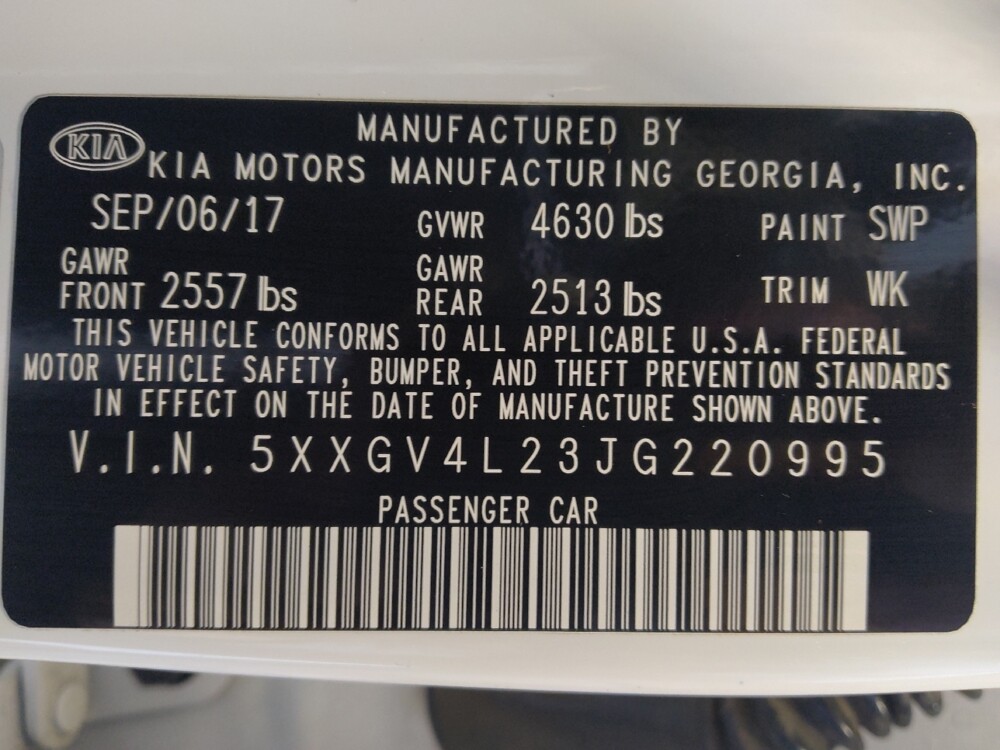 MANUFACTURED BY
KIA KIA MOTORS MANUFACTURING GEORGIA, INC.
SEP/06/17 GVWR 4630 lbs PAINT SWP
GAWR FRONT 2557 lbs GAWR REAR 2513 lbs TRIM WK
THIS VEHICLE CONFORMS TO ALL APPLICABLE U.S.A. FEDERAL
MOTOR VEHICLE SAFETY, BUMPER, AND THEFT PREVENTION STANDARDS
IN EFFECT ON THE DATE OF MANUFACTURE SHOWN ABOVE.
V.I.N. 5XXGV4L23JG220995
PASSENGER CAR